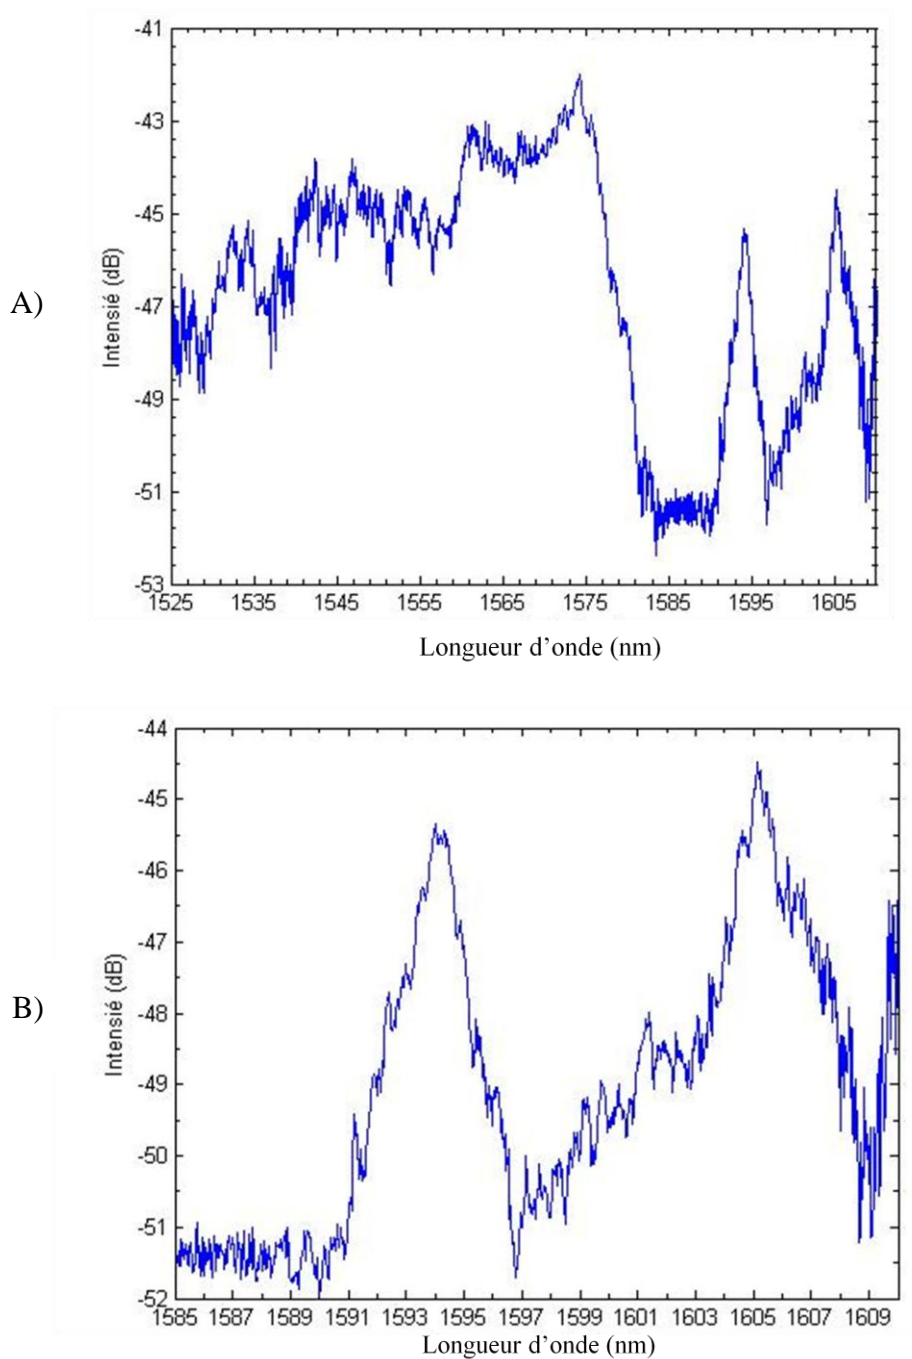 A)
Intensié (dB)
-41
-43
-45
-47
-49
-51
-53
1525 1535 1545 1555 1565 1575 1585 1595 1605
Longueur d’onde (nm)
B)
Intensié (dB)
-44
-45
-46
-47
-48
-49
-50
-51
-52
1585 1587 1589 1591 1593 1595 1597 1599 1601 1603 1605 1607 1609
Longueur d’onde (nm)